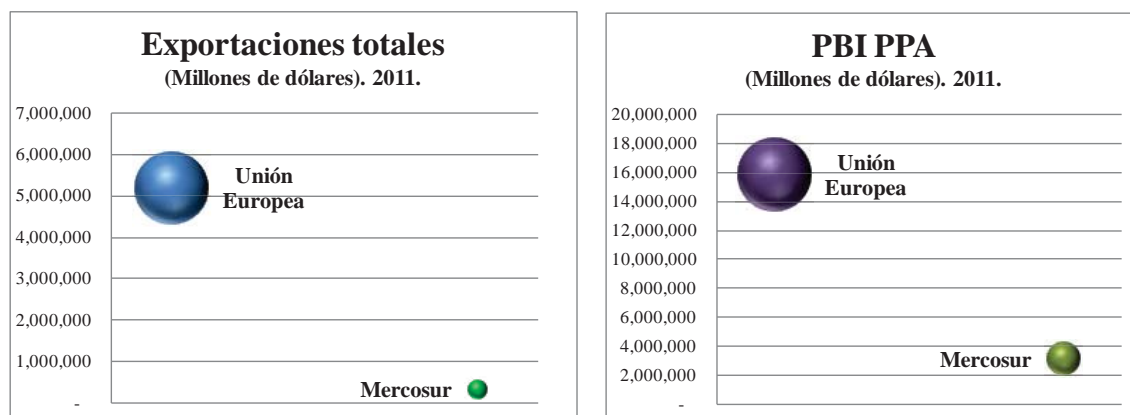 Exportaciones totales
(Millones de dólares). 2011.
7,000,000
6,000,000
5,000,000
4,000,000
3,000,000
2,000,000
1,000,000
-
Unión
Europea
Mercosur
PBI PPA
(Millones de dólares). 2011.
20,000,000
18,000,000
16,000,000
14,000,000
12,000,000
10,000,000
8,000,000
6,000,000
4,000,000
2,000,000
-
Unión
Europea
Mercosur